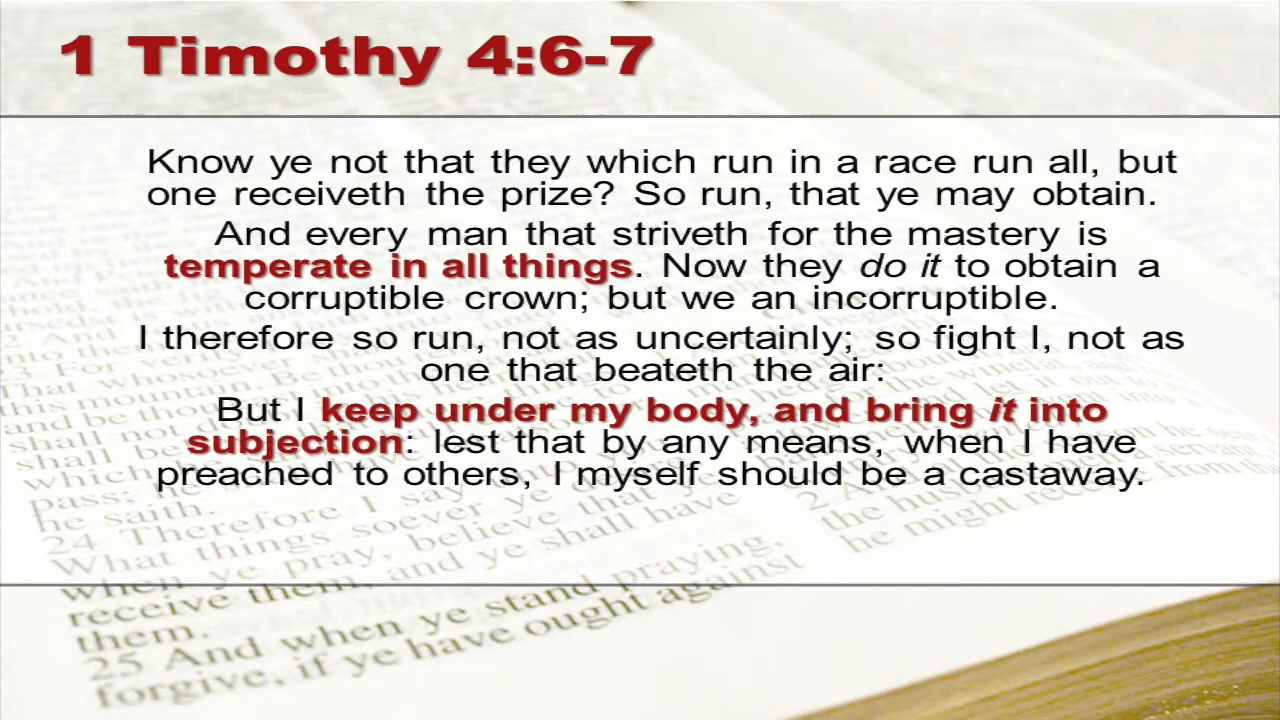 1 Timothy 4:6-7
Know ye not that they which run in a race run all, but
one receiveth the prize? So run, that ye may obtain.
And every man that striveth for the mastery is
temperate in all things. Now they do it to obtain a
corruptible crown; but we an incorruptible.
I therefore so run, not as uncertainly; so fight I, not as
one that beateth the air:
But I keep under my body, and bring it into
subjection: lest that by any means, when I have
preached to others, I myself should be a castaway.
he saith.
24 Therefore I say
What things soever ye
when ye pray, believe that
receive them, and ye shall have
them.
25 And when ye stand praying,
forgive, if ye have ought against